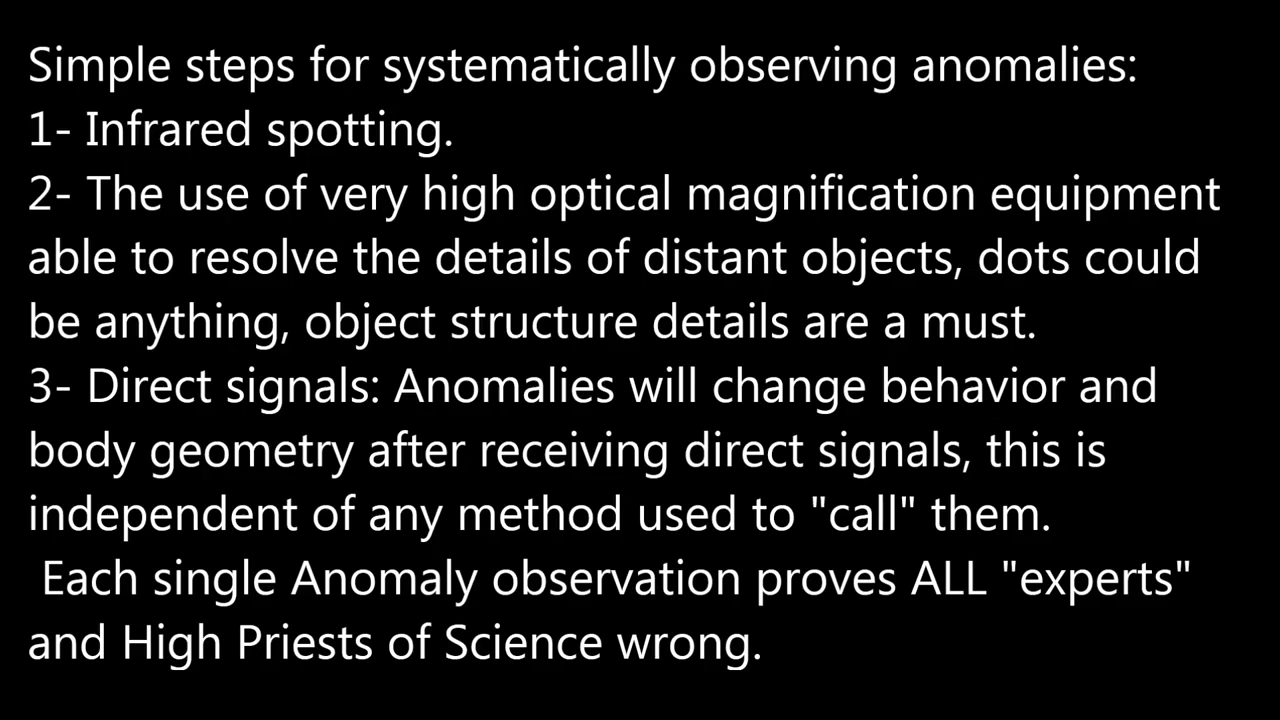 Simple steps for systematically observing anomalies:
1- Infrared spotting.
2- The use of very high optical magnification equipment
able to resolve the details of distant objects, dots could
be anything, object structure details are a must.
3- Direct signals: Anomalies will change behavior and
body geometry after receiving direct signals, this is
independent of any method used to "call" them.
Each single Anomaly observation proves ALL "experts"
and High Priests of Science wrong.